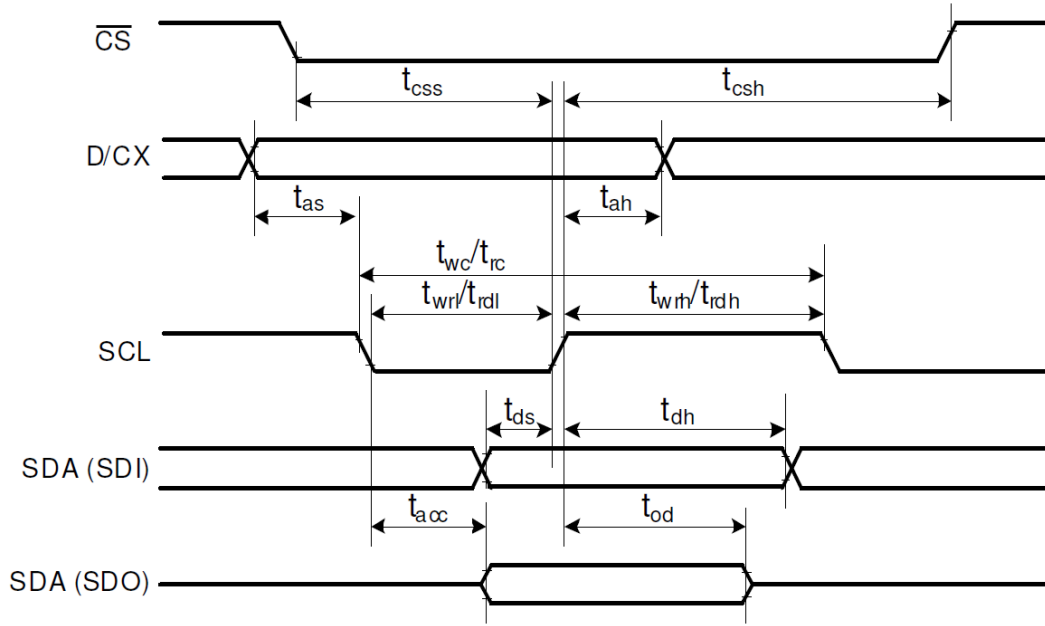 CS
tcss
tcsh
D/CX
tas
tah
twc/trc
twrl/trdl
twrh/trdh
SCL
tds
tdh
SDA (SDI)
tacc
tod
SDA (SDO)